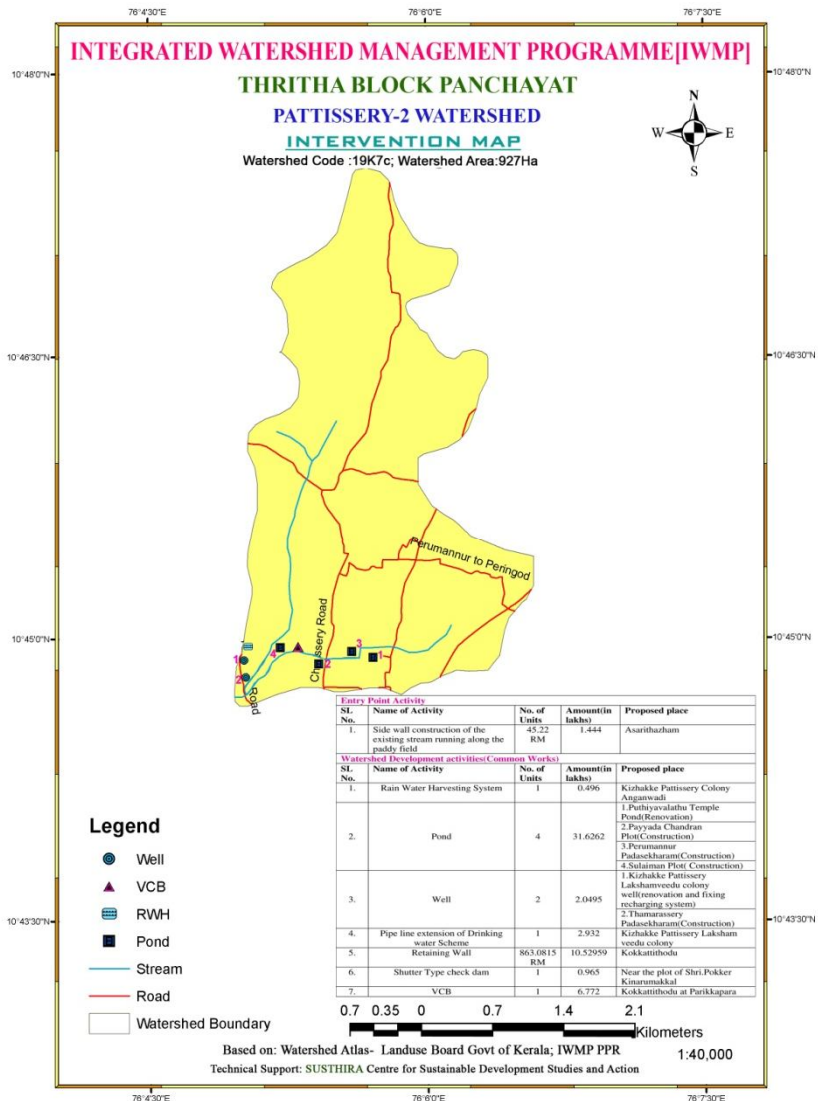 76°4'30"E 76°6'0"E 76°7'30"E
INTEGRATED WATERSHED MANAGEMENT PROGRAMME[IWMP]
10°48'0"N 10°48'0"N
THRITHA BLOCK PANCHAYAT
PATTISSERY-2 WATERSHED
INTERVENTION MAP
Watershed Code :19K7c; Watershed Area:927Ha
N
W E
S
10°46'30"N 10°46'30"N
Perumannur to Peringod
Road
10°45'0"N 10°45'0"N
1 4 3 1
2 2
Road
Entry Point Activity
SL No. Name of Activity No. of Units Amount(in lakhs) Proposed place
1. Side wall construction of the existing stream running along the paddy field 45.22 RM 1.444 Asarithazham
Watershed Development activities(Common Works)
SL No. Name of Activity No. of Units Amount(in lakhs) Proposed place
1. Rain Water Harvesting System 1 0.496 Kizhakke Pattissery Colony Anganwadi
2. Pond 4 31.6262 1.Puthiyavalathu Temple Pond(Renovation)
2.Payyada Chandran Plot(Construction)
3.Perumannur Padasekharam(Construction)
4.Sulaiman Plot( Construction)
3. Well 2 2.0495 1.Kizhakke Pattissery Lakshamveedu colony well(renovation and fixing recharging system)
2.Thamarassery Padasekharam(Construction)
4. Pipe line extension of Drinking water Scheme 1 2.932 Kizhakke Pattissery Laksham veedu colony
5. Retaining Wall 863.0815 RM 10.52959 Kokkattithodu
6. Shutter Type check dam 1 0.965 Near the plot of Shri.Pokker Kinarumakkal
7. VCB 1 6.772 Kokkattithodu at Parikkapara
Legend
Well
VCB
RWH
Pond
Stream
Road
Watershed Boundary
10°43'30"N 10°43'30"N
0.7 0.35 0 0.7 1.4 2.1
Kilometers
Based on: Watershed Atlas- Landuse Board Govt of Kerala; IWMP PPR 1:40,000
Technical Support: SUSTHIRA Centre for Sustainable Development Studies and Action
76°4'30"E 76°6'0"E 76°7'30"E